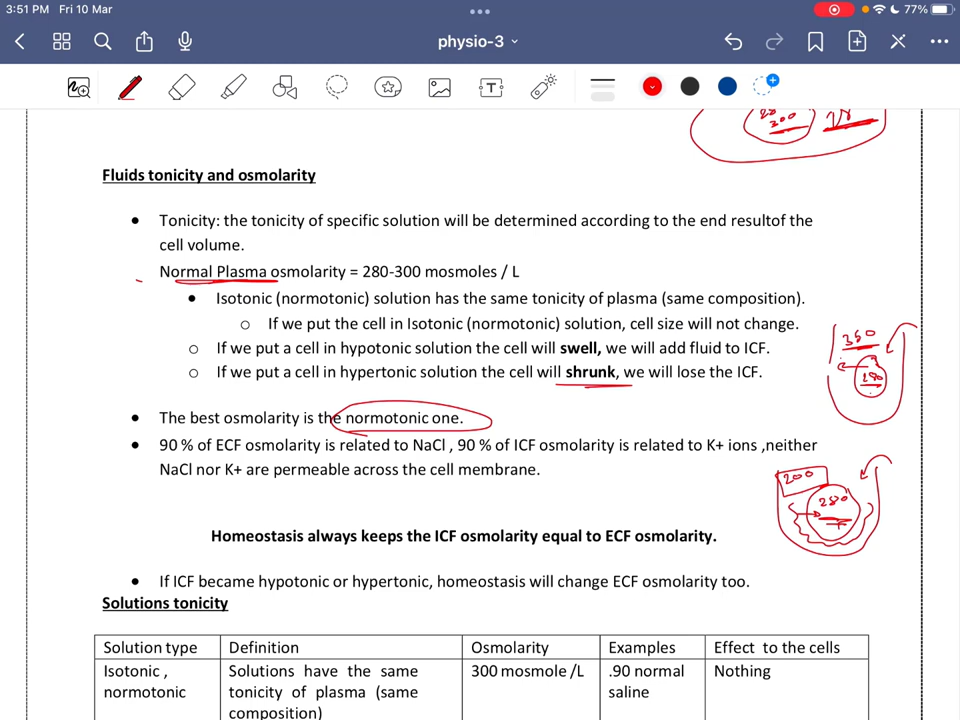 3:51 PM Fri 10 Mar
77%
physio-3
200
Fluids tonicity and osmolarity
• Tonicity: the tonicity of specific solution will be determined according to the end resultof the
cell volume.
Normal Plasma osmolarity = 280-300 mosmoles / L
• Isotonic (normotonic) solution has the same tonicity of plasma (same composition).
o If we put the cell in Isotonic (normotonic) solution, cell size will not change.
350
o If we put a cell in hypotonic solution the cell will swell, we will add fluid to ICF.
o If we put a cell in hypertonic solution the cell will shrunk, we will lose the ICF.
280
• The best osmolarity is the normotonic one.
• 90 % of ECF osmolarity is related to NaCl , 90 % of ICF osmolarity is related to K+ ions ,neither
NaCl nor K+ are permeable across the cell membrane.
200
280
Homeostasis always keeps the ICF osmolarity equal to ECF osmolarity.
• If ICF became hypotonic or hypertonic, homeostasis will change ECF osmolarity too.
Solutions tonicity
Solution type Definition Osmolarity Examples Effect to the cells
Isotonic , Solutions have the same 300 mosmole /L .90 normal Nothing
normotonic tonicity of plasma (same saline
composition)